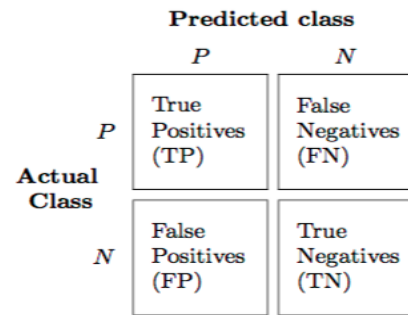 Predicted class
P N
P
True
Positives
(TP)
False
Negatives
(FN)
Actual
Class
N
False
Positives
(FP)
True
Negatives
(TN)